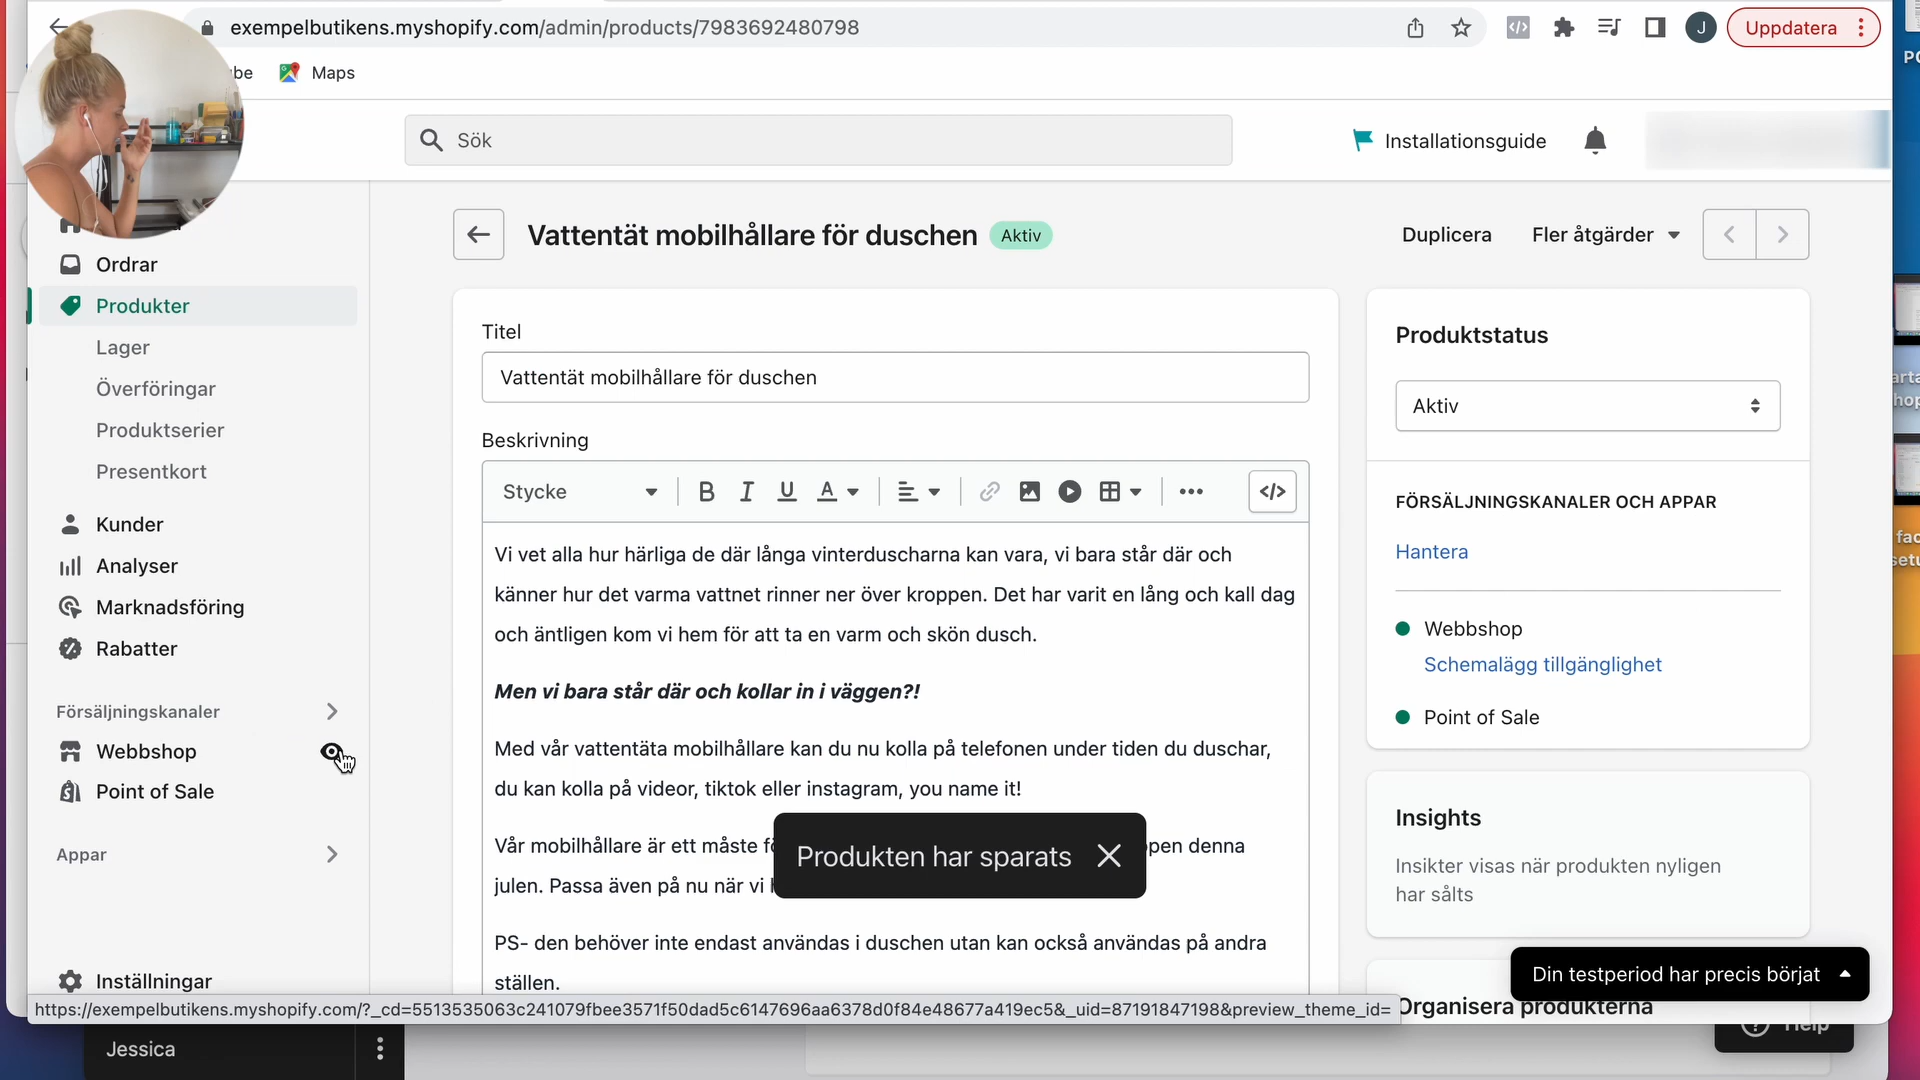 exempelbutikens.myshopify.com/admin/products/7983692480798
J
Uppdatera
be
Maps
Sök
Installationsguide
Vattentät mobilhållare för duschen
Aktiv
Duplicera
Fler åtgärder
Ordrar
Produkter
Lager
Överföringar
Produktserier
Presentkort
Kunder
Analyser
Marknadsföring
Rabatter
Försäljningskanaler
Webbshop
Point of Sale
Appar
Inställningar
Titel
Vattentät mobilhållare för duschen
Beskrivning
Stycke
B I U A
</>
Vi vet alla hur härliga de där långa vinterduscharna kan vara, vi bara står där och
känner hur det varma vattnet rinner ner över kroppen. Det har varit en lång och kall dag
och äntligen kom vi hem för att ta en varm och skön dusch.
Men vi bara står där och kollar in i väggen?!
Med vår vattentäta mobilhållare kan du nu kolla på telefonen under tiden du duschar,
du kan kolla på videor, tiktok eller instagram, you name it!
Vår mobilhållare är ett måste denna
julen. Passa även på nu när vi
Produkten har sparats
PS- den behöver inte endast användas i duschen utan kan också användas på andra
ställen.
Produktstatus
Aktiv
FÖRSÄLJNINGSKANALER OCH APPAR
Hantera
Webbshop
Schemalägg tillgänglighet
Point of Sale
Insights
Insikter visas när produkten nyligen
har sålts
Din testperiod har precis börjat
Organisera produkterna
Help
https://exempelbutikens.myshopify.com/?_cd=5513535063c241079fbee3571f50dad5c6147696aa6378d0f84e48677a419ec5&_uid=87191847198&preview_theme_id=
Jessica